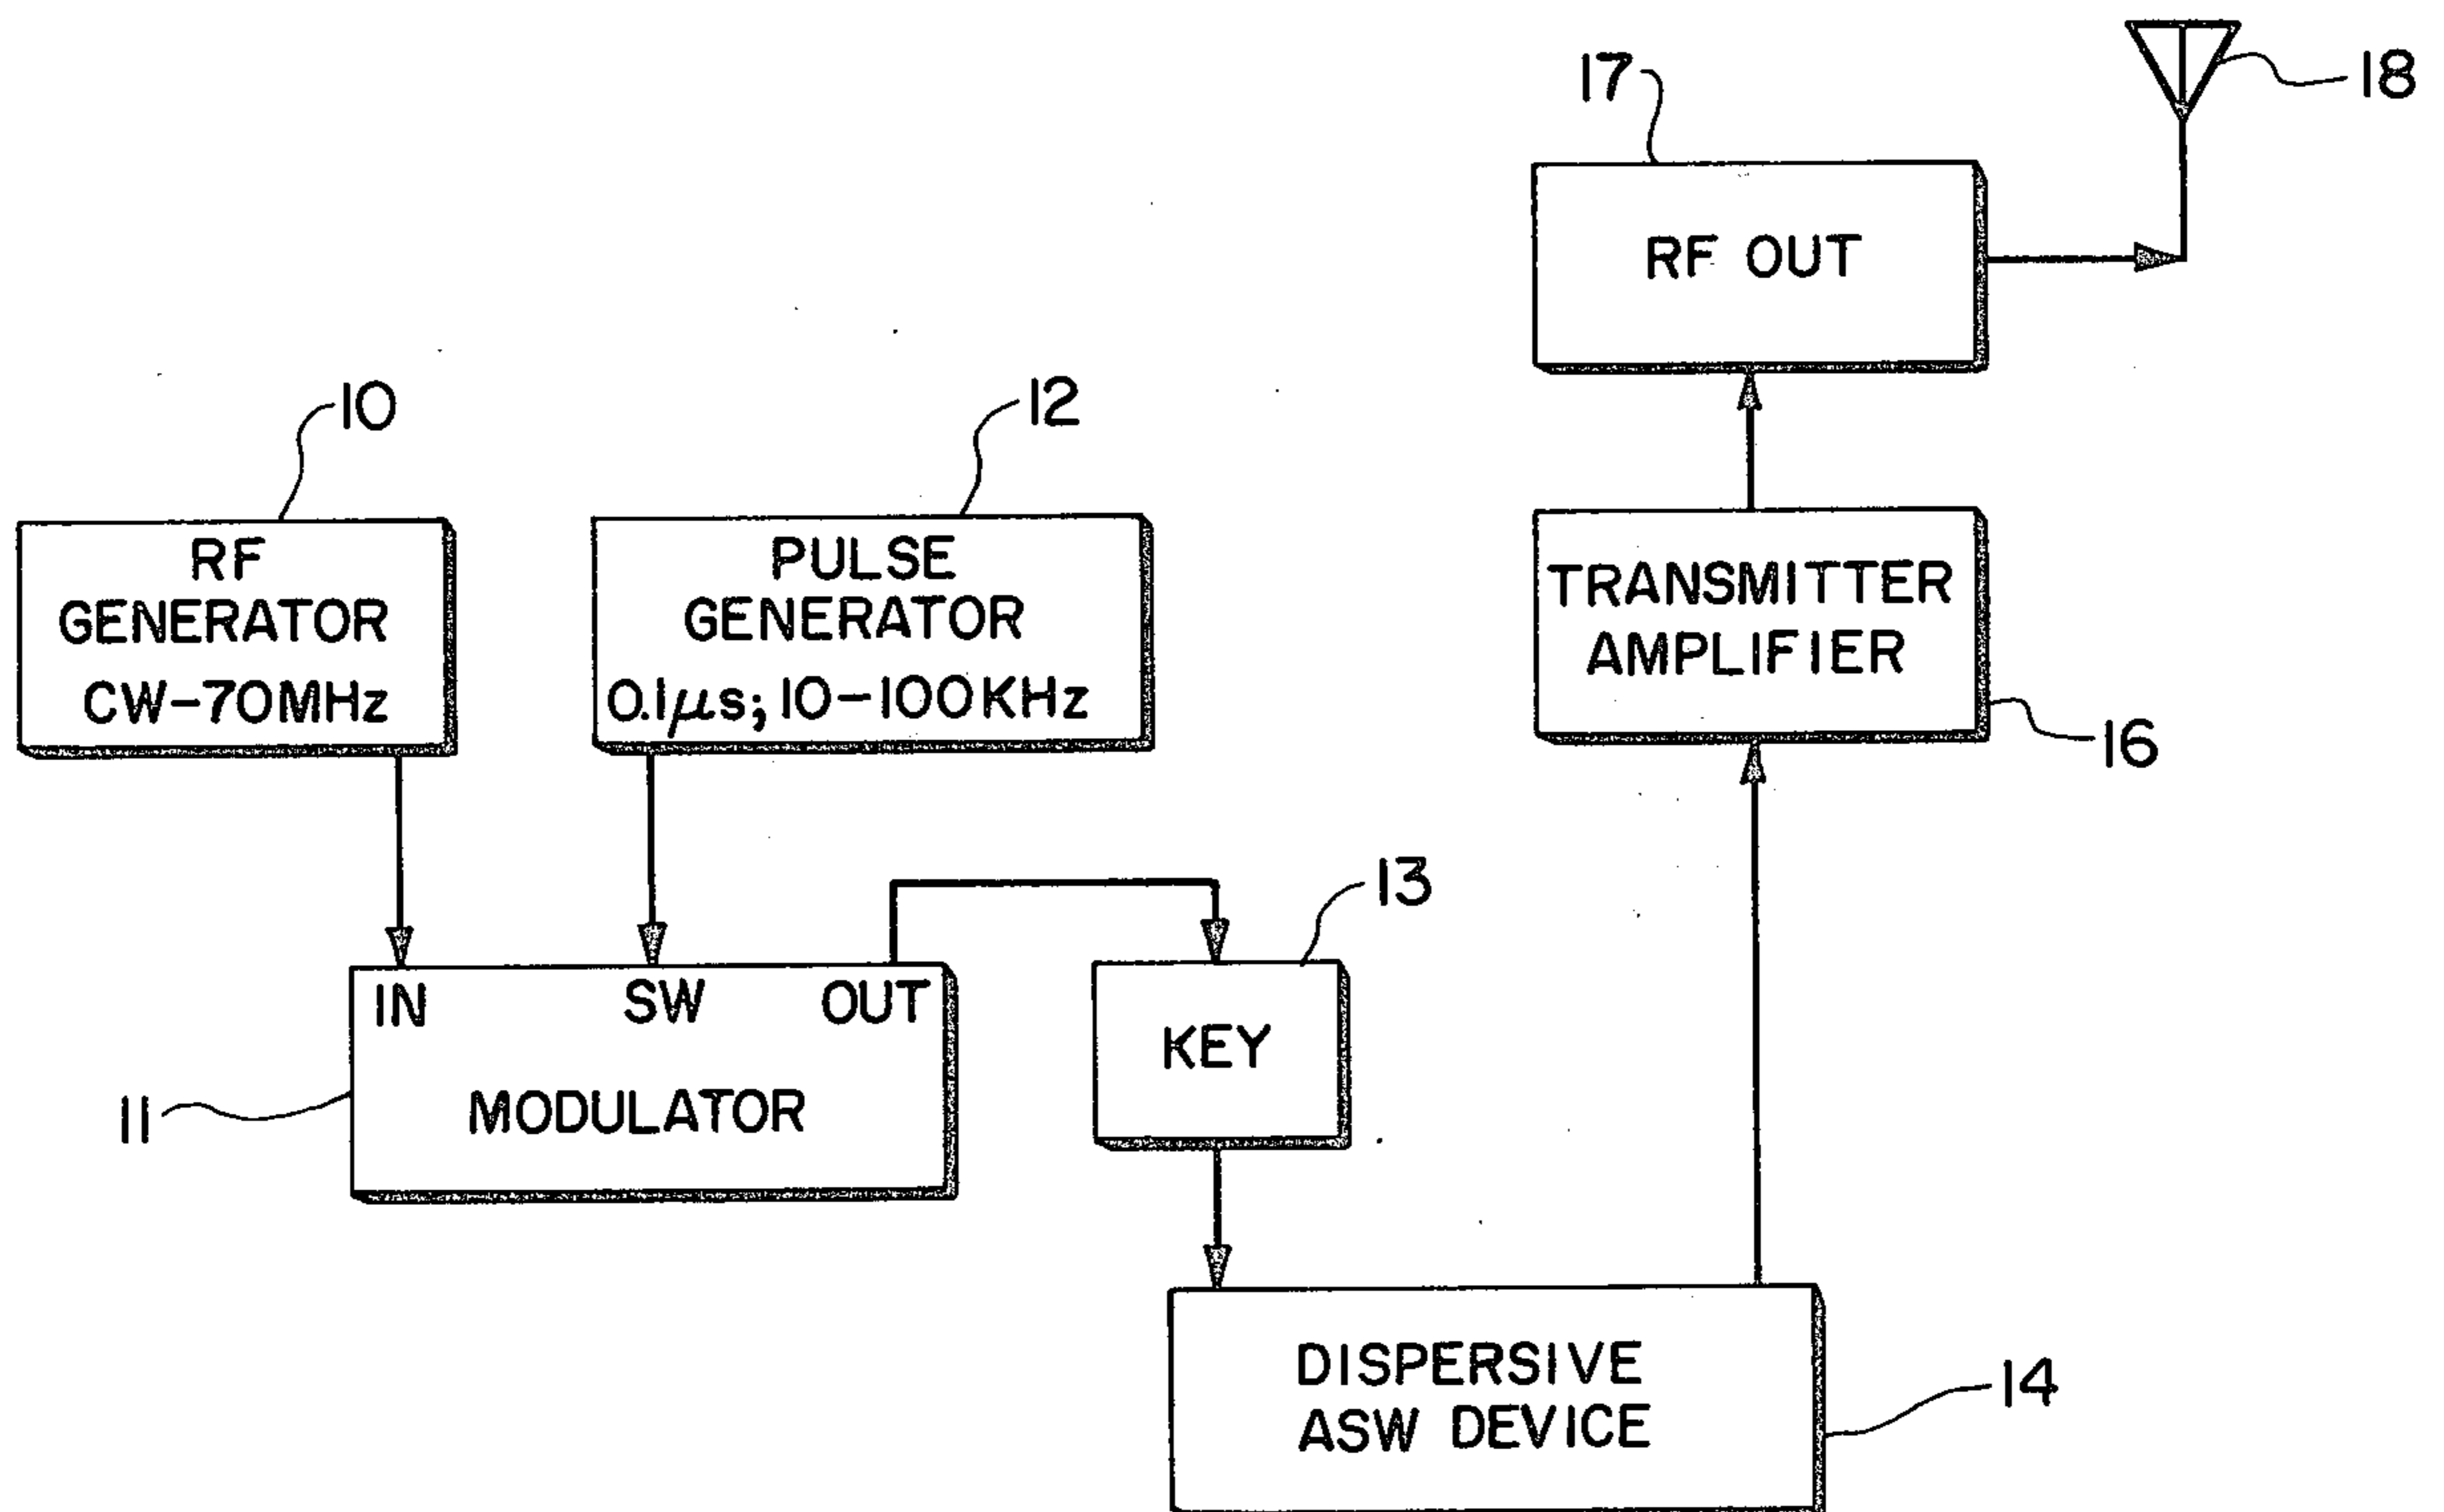 18
17
RF OUT
10
12
RF
GENERATOR
CW-70MHz
PULSE
GENERATOR
0.1μs; 10-100KHz
TRANSMITTER
AMPLIFIER
16
13
IN SW OUT
MODULATOR
11
KEY
DISPERSIVE
ASW DEVICE
14